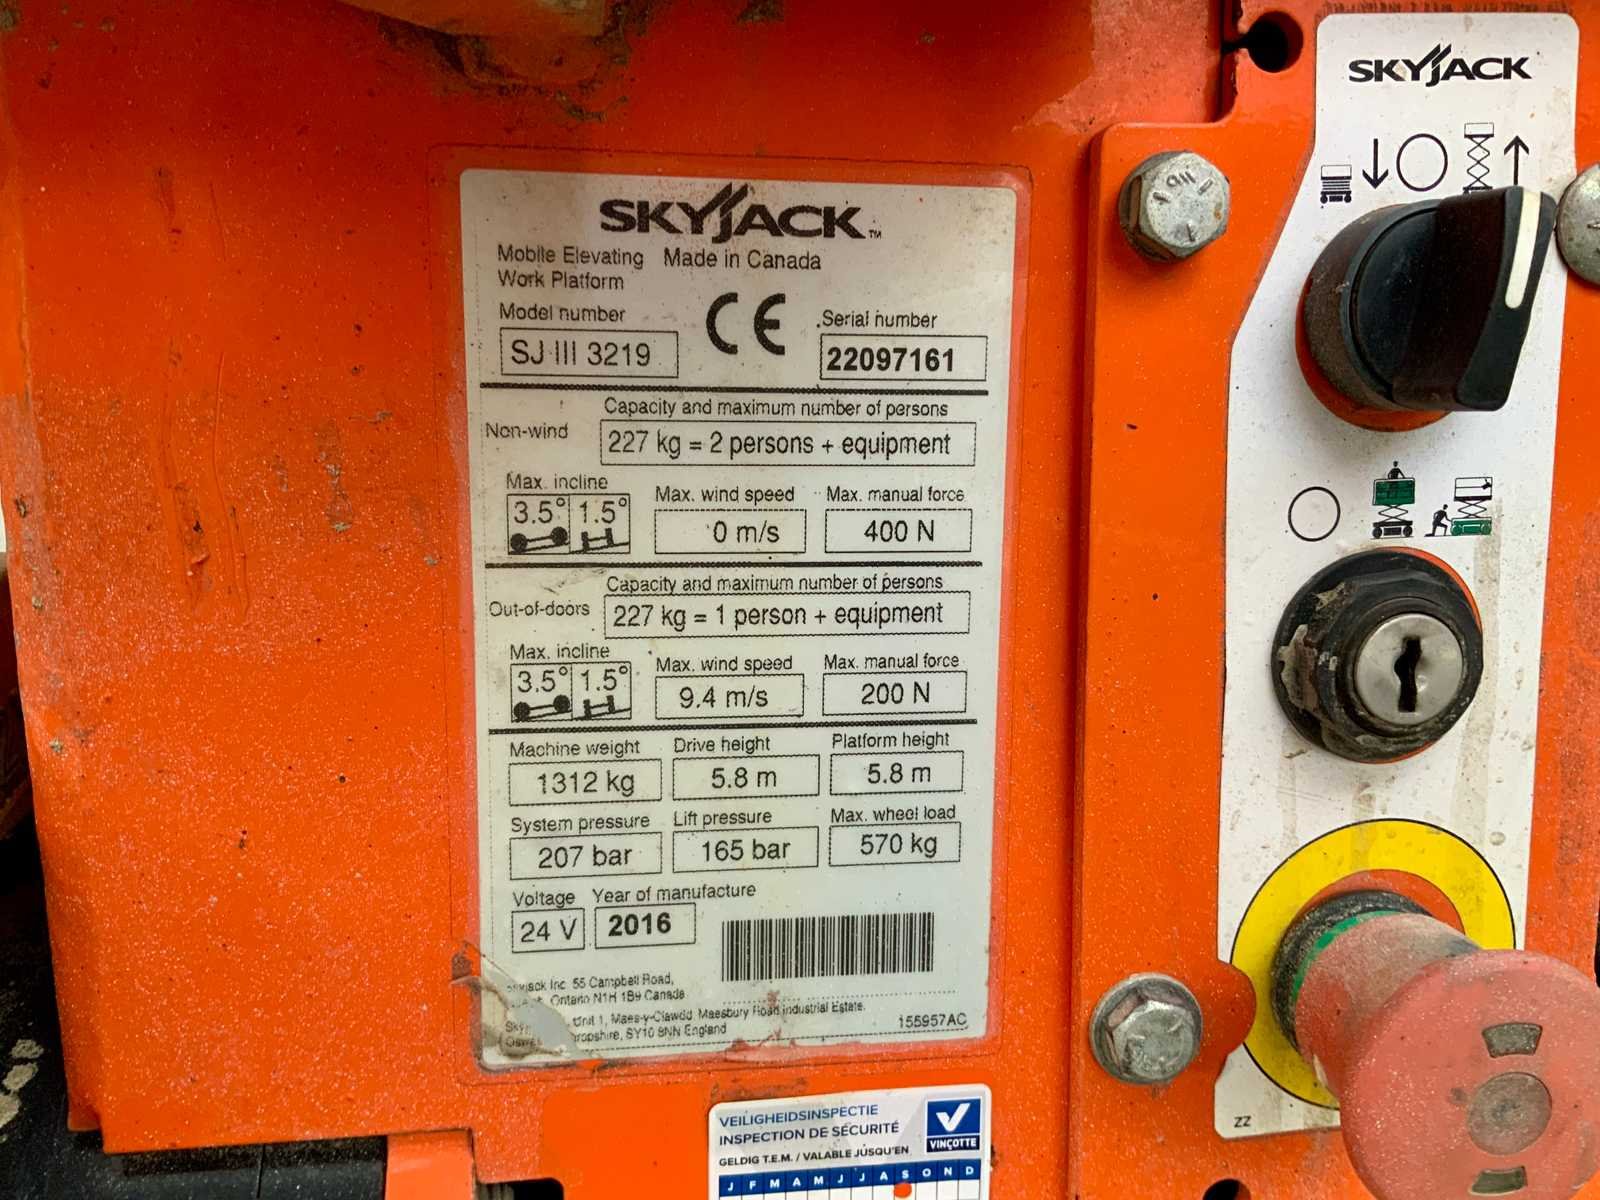 SKYJACK™
Mobile Elevating Made in Canada
Work Platform
Model number
SJ III 3219
CE
Serial number
22097161
Capacity and maximum number of persons
Non-wind
227 kg = 2 persons + equipment
Max. incline Max. wind speed Max. manual force
3.5° 1.5° 0 m/s 400 N
Capacity and maximum number of persons
Out-of-doors
227 kg = 1 person + equipment
Max. incline Max. wind speed Max. manual force
3.5° 1.5° 9.4 m/s 200 N
Machine weight Drive height Platform height
1312 kg 5.8 m 5.8 m
System pressure Lift pressure Max. wheel load
207 bar 165 bar 570 kg
Voltage Year of manufacture
24 V 2016
Inc. 55 Campbell Road,
Ontario N1H 1B9 Canada
Unit 1, Maes-y-Clawdd, Maesbury Road Industrial Estate,
SY10 8NN England
155957AC
SKYJACK
ZZ
VEILIGHEIDSINSPECTIE
INSPECTION DE SÉCURITÉ
VINÇOTTE
GELDIG T.E.M. / VALABLE JUSQU'EN
J F M A M J J A S O N D